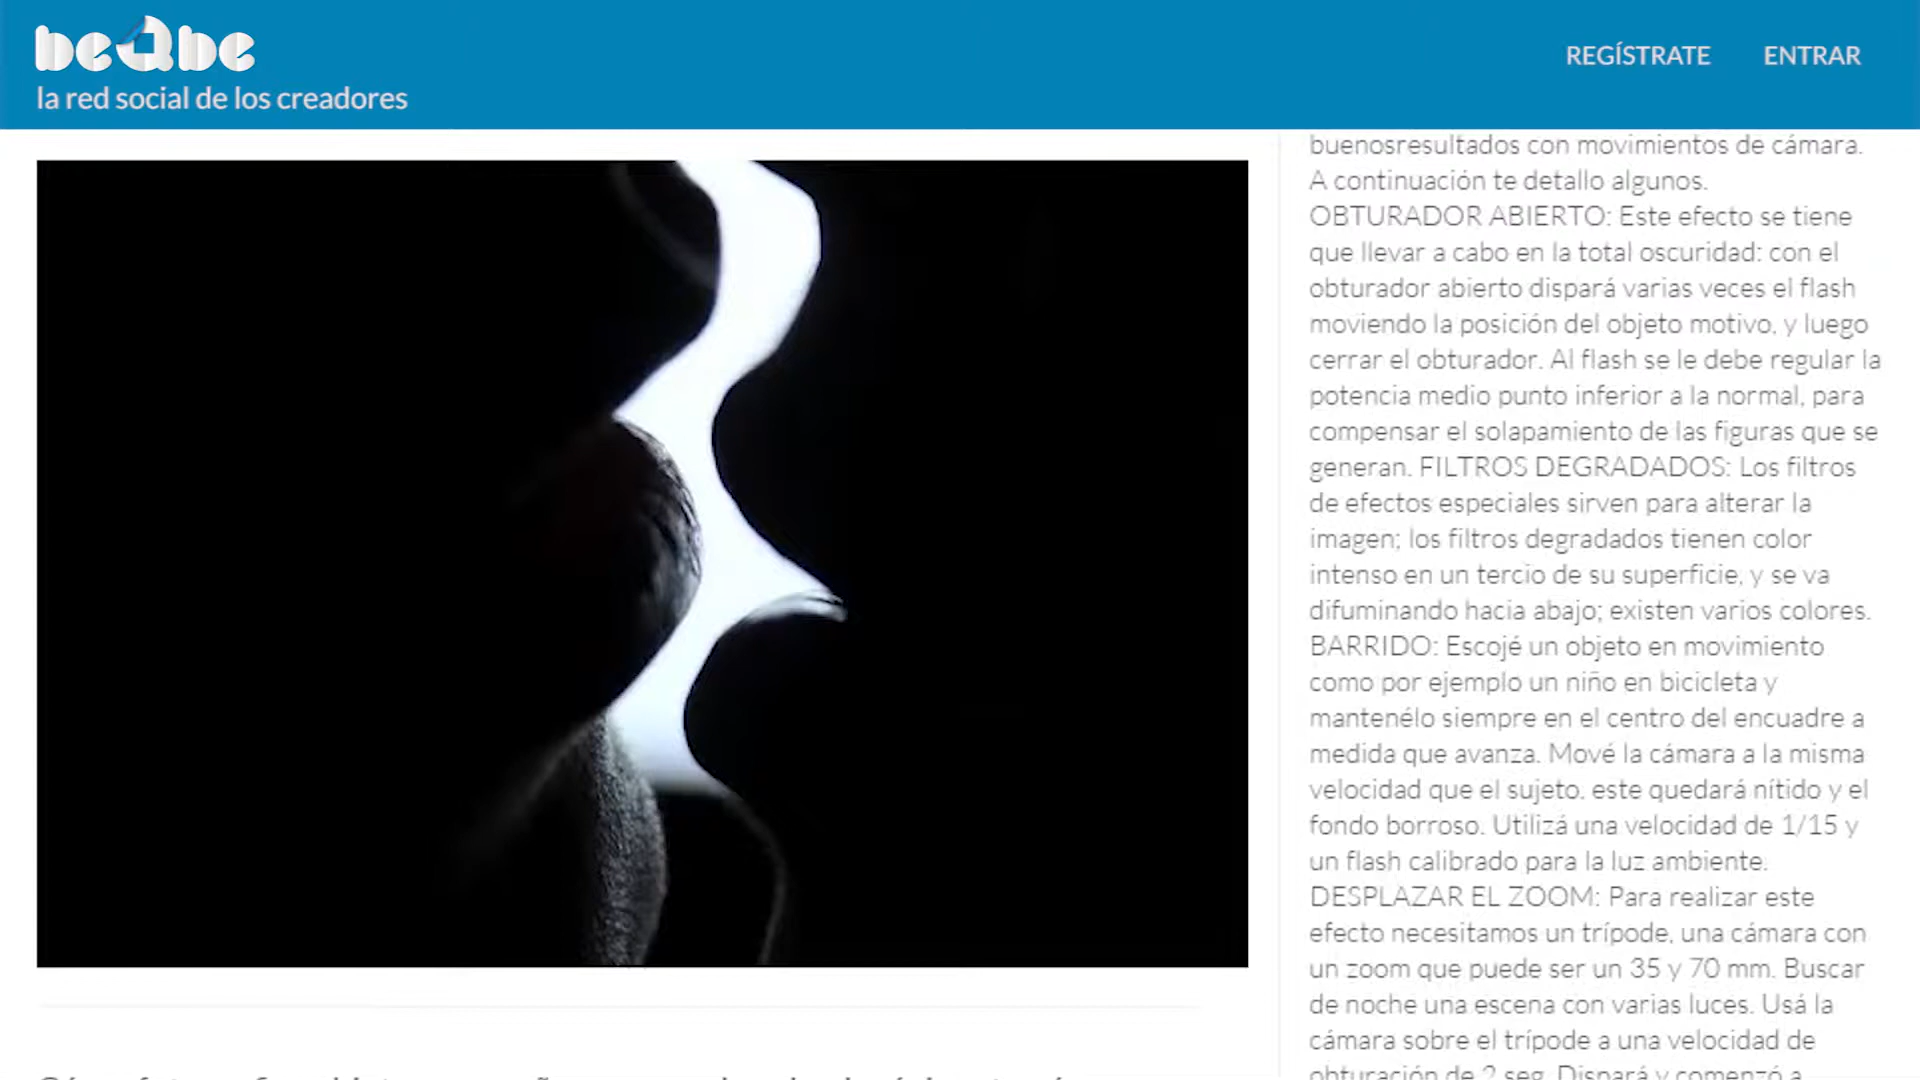 beQbe
la red social de los creadores
REGÍSTRATE
ENTRAR
buenosresultados con movimientos de cámara.
A continuación te detallo algunos.
OBTURADOR ABIERTO: Este efecto se tiene
que llevar a cabo en la total oscuridad: con el
obturador abierto dispará varias veces el flash
moviendo la posición del objeto motivo, y luego
cerrar el obturador. Al flash se le debe regular la
potencia medio punto inferior a la normal, para
compensar el solapamiento de las figuras que se
generan. FILTROS DEGRADADOS: Los filtros
de efectos especiales sirven para alterar la
imagen; los filtros degradados tienen color
intenso en un tercio de su superficie, y se va
difuminando hacia abajo; existen varios colores.
BARRIDO: Escojé un objeto en movimiento
como por ejemplo un niño en bicicleta y
mantenélo siempre en el centro del encuadre a
medida que avanza. Mové la cámara a la misma
velocidad que el sujeto, este quedará nítido y el
fondo borroso. Utilizá una velocidad de 1/15 y
un flash calibrado para la luz ambiente.
DESPLAZAR EL ZOOM: Para realizar este
efecto necesitamos un trípode, una cámara con
un zoom que puede ser un 35 y 70 mm. Buscar
de noche una escena con varias luces. Usá la
cámara sobre el trípode a una velocidad de
obturación de 2 seg. Dispará y comenzó a